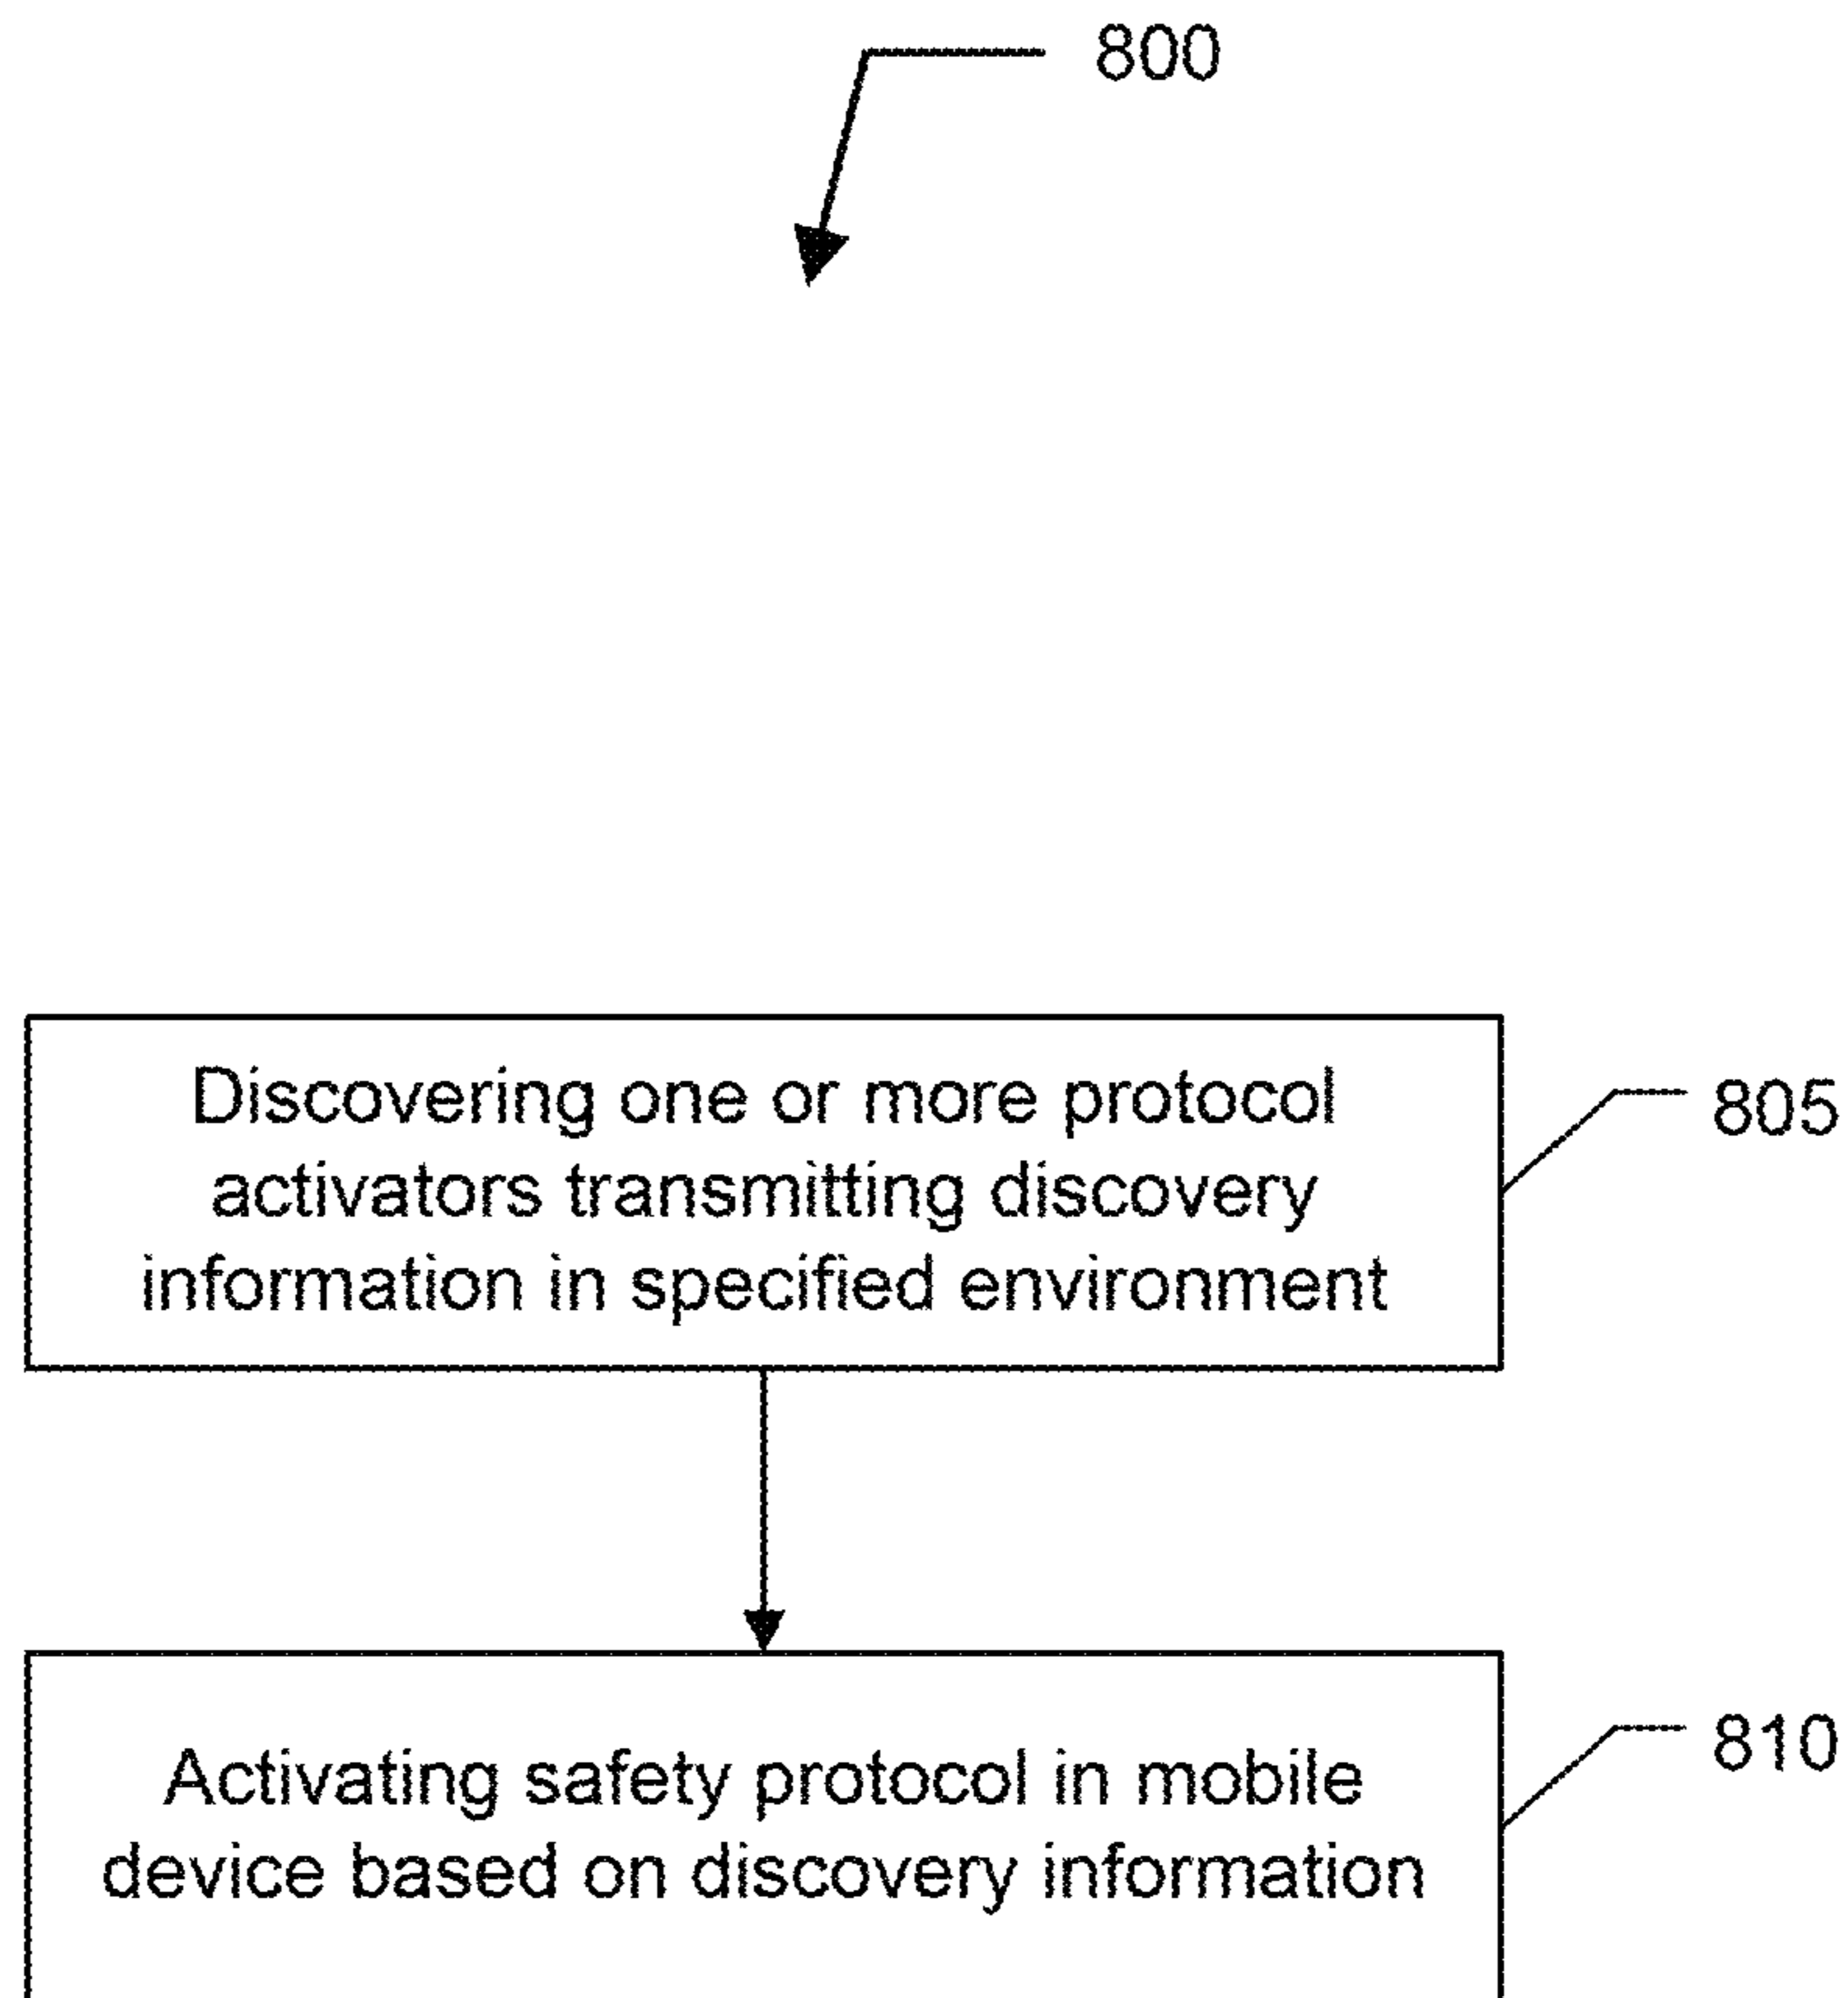 800
Discovering one or more protocol
activators transmitting discovery
information in specified environment
805
Activating safety protocol in mobile
device based on discovery information
810